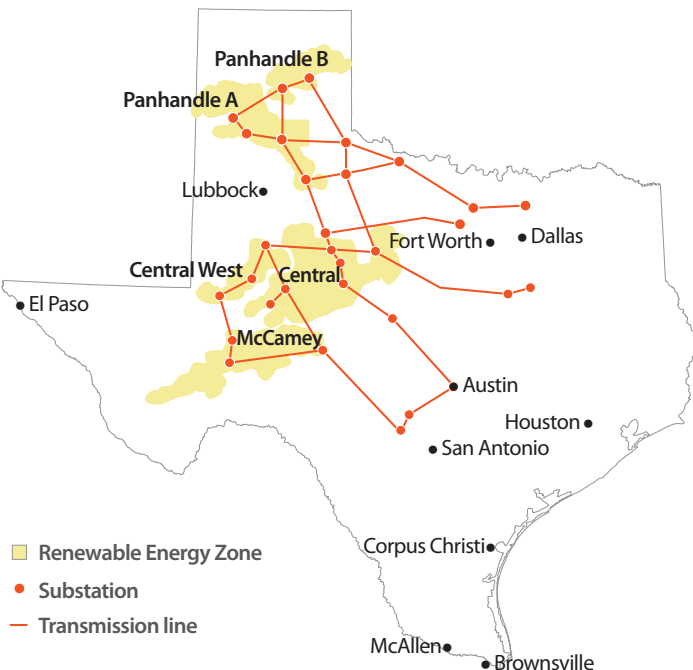 Panhandle B
Panhandle A
Lubbock
Fort Worth
Dallas
Central West
Central
El Paso
McCamey
Austin
Houston
San Antonio
Renewable Energy Zone
Corpus Christi
Substation
Transmission line
McAllen
Brownsville